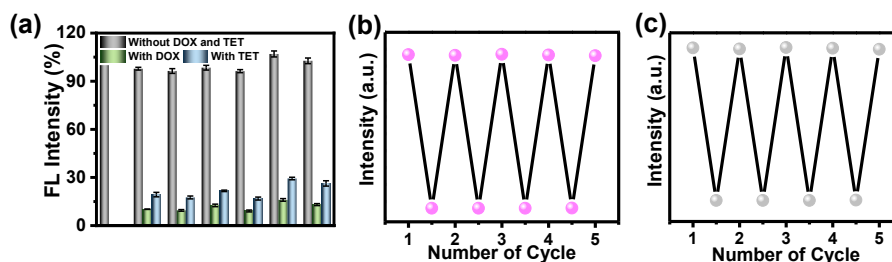 (a)
FL Intensity (%)
120
90
60
30
0
Without DOX and TET
With DOX
With TET
(b)
Intensity (a.u.)
1 2 3 4 5
Number of Cycle
(c)
Intensity (a.u.)
1 2 3 4 5
Number of Cycle